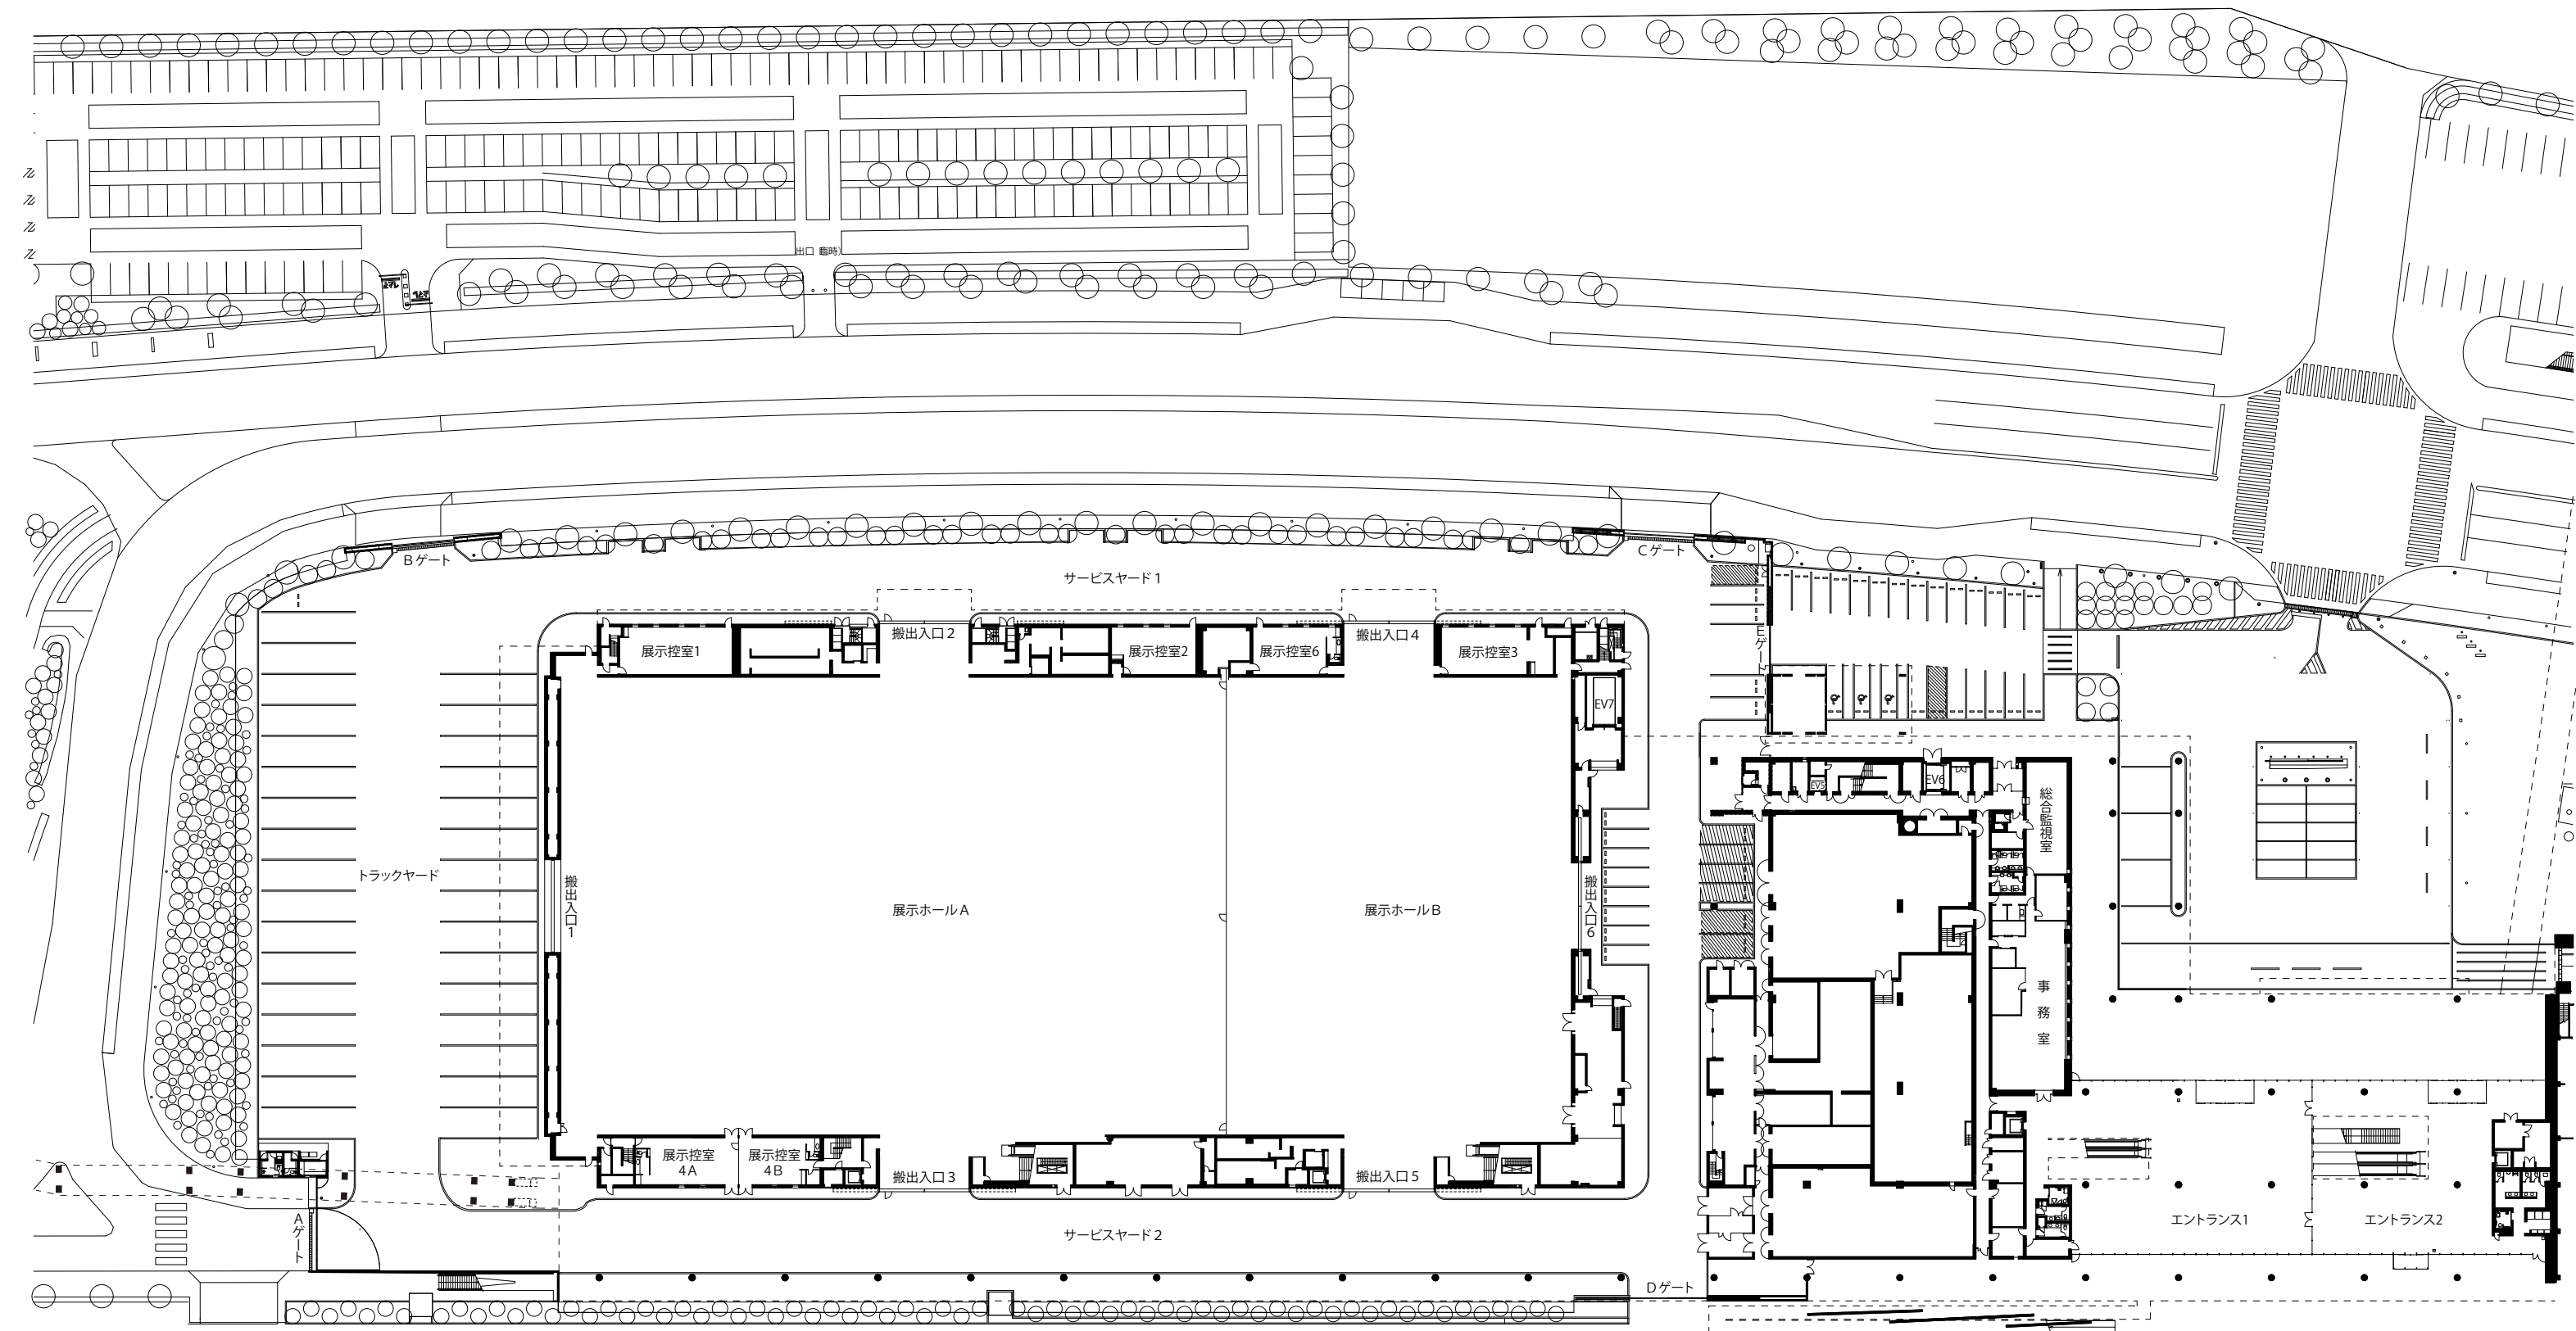 出口 臨時)
Bゲート
Cゲート
サービスヤード1
搬出入口2
搬出入口4
Eゲート
展示控室1
展示控室2
展示控室6
展示控室3
EV7
EV5
EV6
総合監視室
トラックヤード
搬出入口1
展示ホールA
展示ホールB
搬出入口6
事務室
展示控室
4A
展示控室
4B
搬出入口3
搬出入口5
Aゲート
サービスヤード2
エントランス1
エントランス2
Dゲート